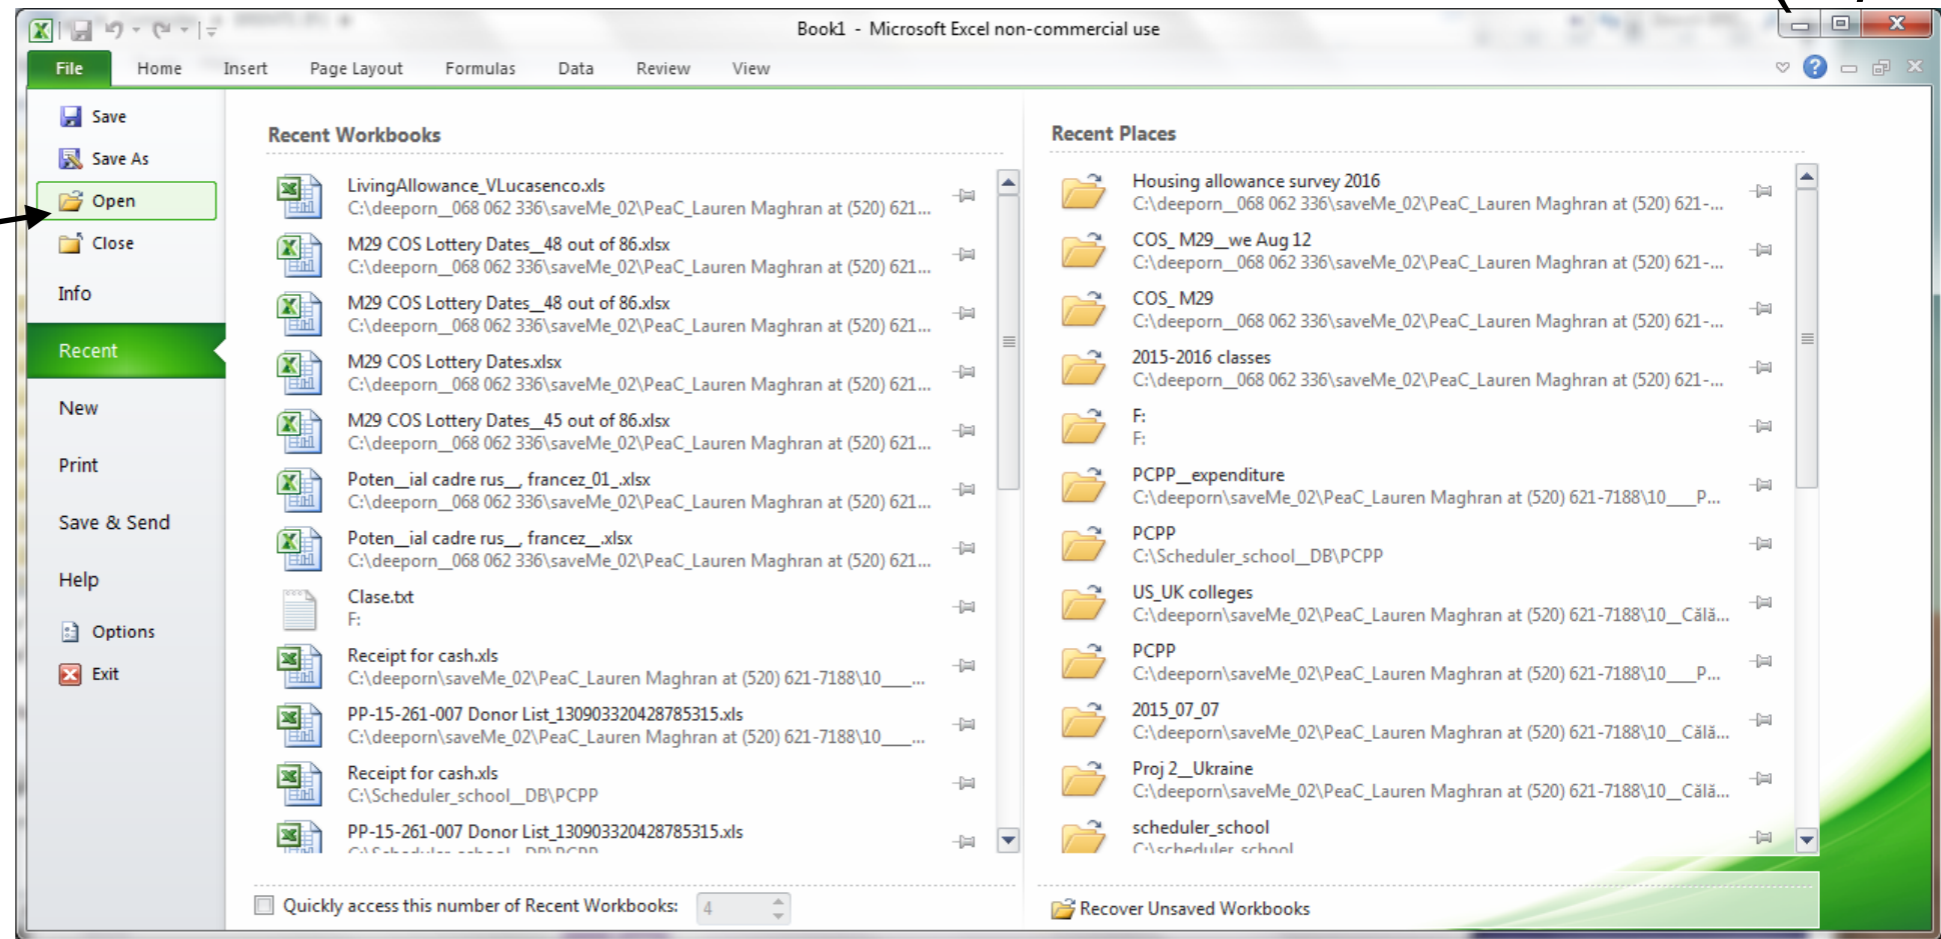 Book1 - Microsoft Excel non-commercial use
File Home Insert Page Layout Formulas Data Review View
Save
Save As
Open
Close
Info
Recent
New
Print
Save & Send
Help
Options
Exit
Recent Workbooks
LivingAllowance_VLucasenco.xls
C:\deeporn__068 062 336\saveMe_02\PeaC_Lauren Maghran at (520) 621...
M29 COS Lottery Dates__48 out of 86.xlsx
C:\deeporn__068 062 336\saveMe_02\PeaC_Lauren Maghran at (520) 621...
M29 COS Lottery Dates__48 out of 86.xlsx
C:\deeporn__068 062 336\saveMe_02\PeaC_Lauren Maghran at (520) 621...
M29 COS Lottery Dates.xlsx
C:\deeporn__068 062 336\saveMe_02\PeaC_Lauren Maghran at (520) 621...
M29 COS Lottery Dates__45 out of 86.xlsx
C:\deeporn__068 062 336\saveMe_02\PeaC_Lauren Maghran at (520) 621...
Poten__ial cadre rus__, francez_01_.xlsx
C:\deeporn__068 062 336\saveMe_02\PeaC_Lauren Maghran at (520) 621...
Poten__ial cadre rus__, francez__.xlsx
C:\deeporn__068 062 336\saveMe_02\PeaC_Lauren Maghran at (520) 621...
Clase.txt
F:
Receipt for cash.xls
C:\deeporn\saveMe_02\PeaC_Lauren Maghran at (520) 621-7188\10____...
PP-15-261-007 Donor List_130903320428785315.xls
C:\deeporn\saveMe_02\PeaC_Lauren Maghran at (520) 621-7188\10____...
Receipt for cash.xls
C:\Scheduler_school__DB\PCPP
PP-15-261-007 Donor List_130903320428785315.xls
C:\Scheduler_school__DB\PCPP
Quickly access this number of Recent Workbooks: 4
Recent Places
Housing allowance survey 2016
C:\deeporn__068 062 336\saveMe_02\PeaC_Lauren Maghran at (520) 621-...
COS_ M29__we Aug 12
C:\deeporn__068 062 336\saveMe_02\PeaC_Lauren Maghran at (520) 621-...
COS_ M29
C:\deeporn__068 062 336\saveMe_02\PeaC_Lauren Maghran at (520) 621-...
2015-2016 classes
C:\deeporn__068 062 336\saveMe_02\PeaC_Lauren Maghran at (520) 621-...
F:
F:
PCPP__expenditure
C:\deeporn\saveMe_02\PeaC_Lauren Maghran at (520) 621-7188\10___P...
PCPP
C:\Scheduler_school__DB\PCPP
US_UK colleges
C:\deeporn\saveMe_02\PeaC_Lauren Maghran at (520) 621-7188\10__Călă...
PCPP
C:\deeporn\saveMe_02\PeaC_Lauren Maghran at (520) 621-7188\10___P...
2015_07_07
C:\deeporn\saveMe_02\PeaC_Lauren Maghran at (520) 621-7188\10__Călă...
Proj 2__Ukraine
C:\deeporn\saveMe_02\PeaC_Lauren Maghran at (520) 621-7188\10__Călă...
scheduler_school
C:\scheduler_school
Recover Unsaved Workbooks